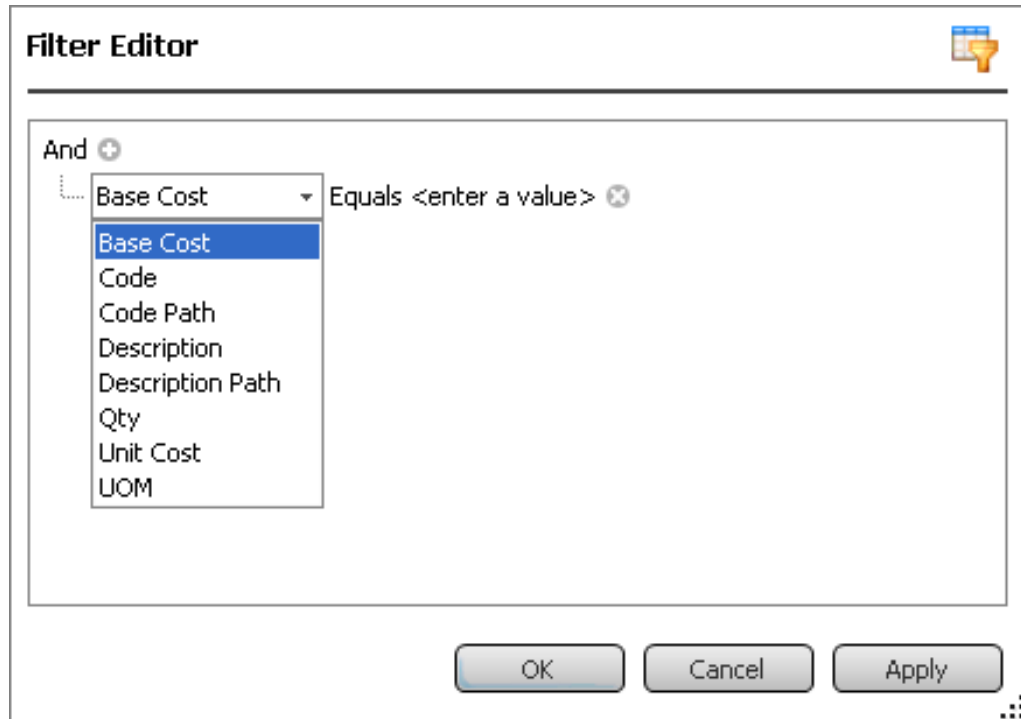 Filter Editor
And
Base Cost Equals <enter a value>
Base Cost
Code
Code Path
Description
Description Path
Qty
Unit Cost
UOM
OK Cancel Apply